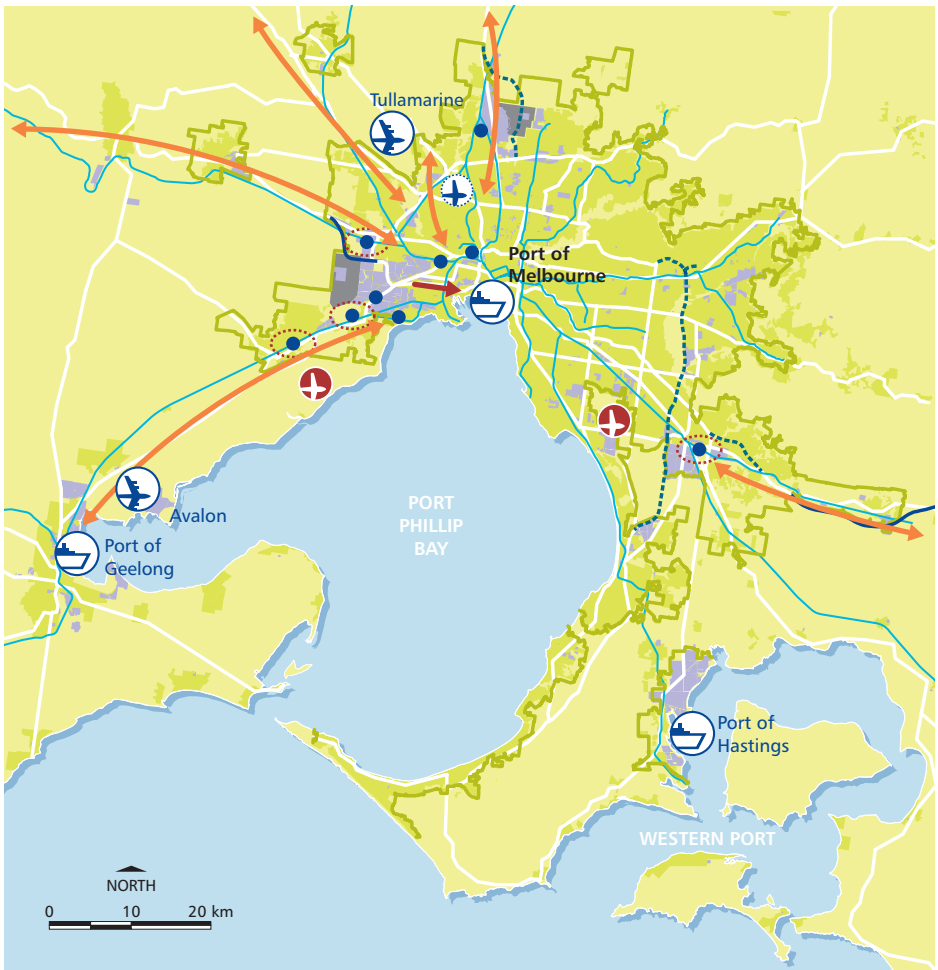 Tullamarine
Port of
Melbourne
PORT
PHILLIP
BAY
Avalon
Port of
Geelong
Port of
Hastings
WESTERN PORT
NORTH
0 10 20 km